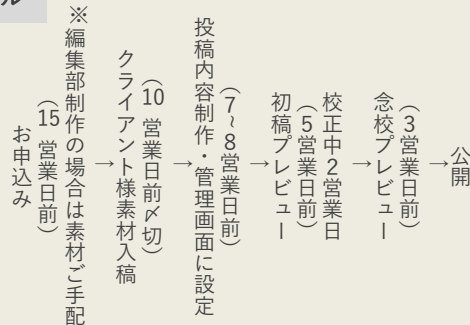 ル
お申込み
(15営業日前)
※編集部制作の場合は素材ご手配
→
クライアント様素材入稿
(10営業日前〆切)
→
投稿内容制作・管理画面に設定
(7~8営業日前)
→
初稿プレビュー
(5営業日前)
校正中2営業日
→
念校プレビュー
(3営業日前)
→
公開